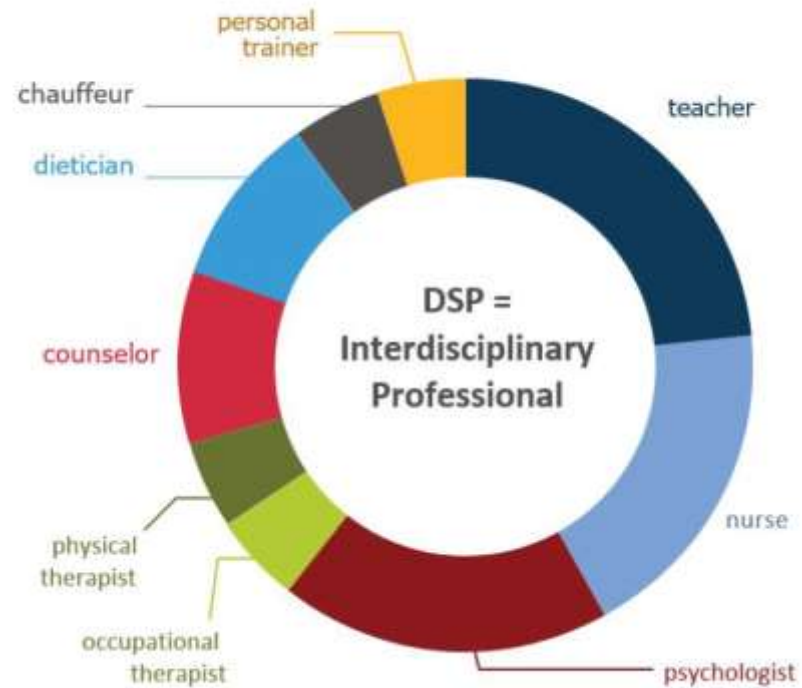 personal
trainer
chauffeur
teacher
dietician
DSP =
Interdisciplinary
Professional
counselor
nurse
physical
therapist
occupational
therapist
psychologist